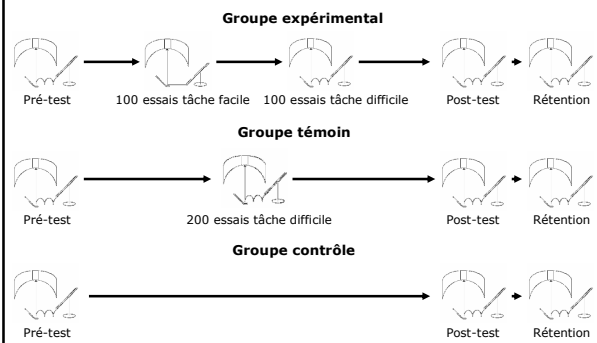 Groupe expérimental
Pré-test 100 essais tâche facile 100 essais tâche difficile Post-test Rétention
Groupe témoin
Pré-test 200 essais tâche difficile Post-test Rétention
Groupe contrôle
Pré-test Post-test Rétention